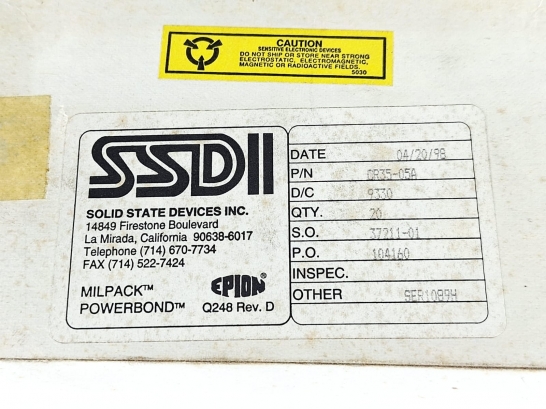 CAUTION
SENSITIVE ELECTRONIC DEVICES
DO NOT SHIP OR STORE NEAR STRONG
ELECTROSTATIC, ELECTROMAGNETIC,
MAGNETIC OR RADIOACTIVE FIELDS.
5030
SSDI
SOLID STATE DEVICES INC.
14849 Firestone Boulevard
La Mirada, California 90638-6017
Telephone (714) 670-7734
FAX (714) 522-7424
MILPACK™
POWERBOND™
EPION®
Q248 Rev. D
DATE 04/20/98
P/N CR35-05A
D/C 9330
QTY. 20
S.O. 37211-01
P.O. 104160
INSPEC.
OTHER